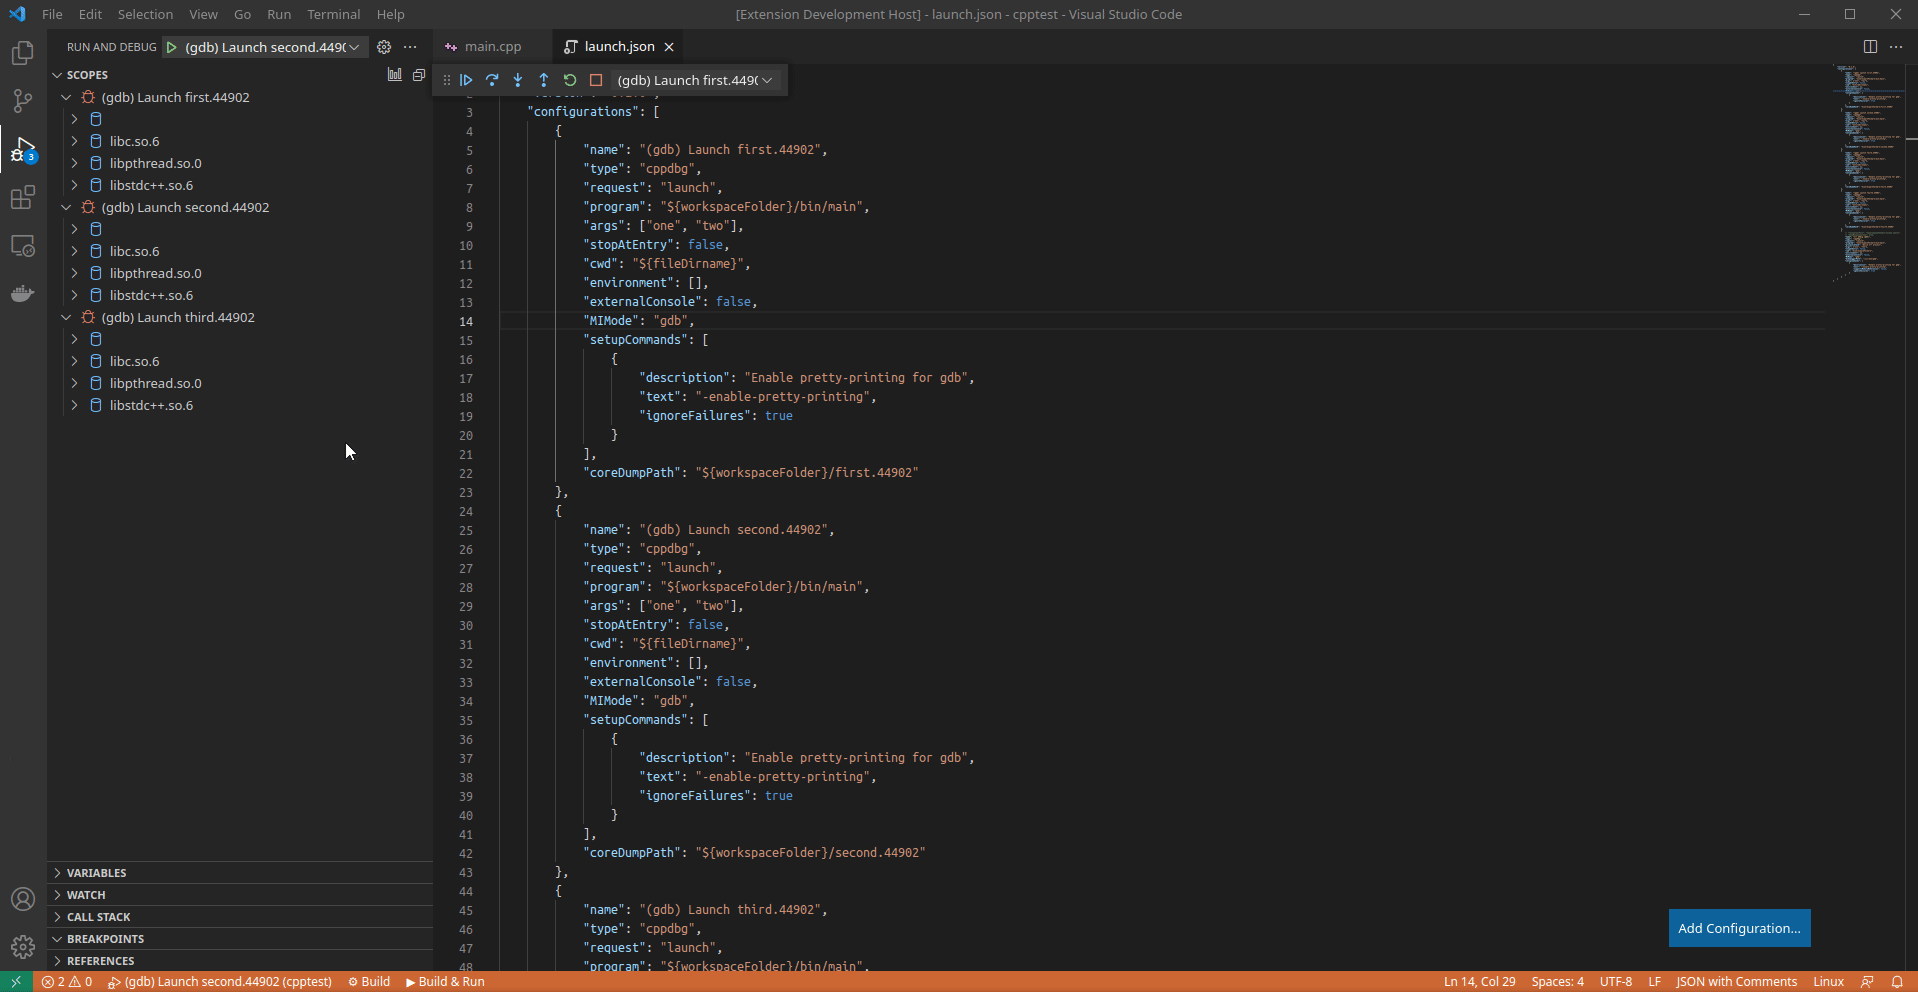 File Edit Selection View Go Run Terminal Help
[Extension Development Host] - launch.json - cpptest - Visual Studio Code
RUN AND DEBUG
(gdb) Launch second.4490
SCOPES
(gdb) Launch first.44902
libc.so.6
libpthread.so.0
libstdc++.so.6
(gdb) Launch second.44902
libc.so.6
libpthread.so.0
libstdc++.so.6
(gdb) Launch third.44902
libc.so.6
libpthread.so.0
libstdc++.so.6
VARIABLES
WATCH
CALL STACK
BREAKPOINTS
REFERENCES
3
main.cpp
launch.json
(gdb) Launch first.4490
3 "configurations": [
4 {
5 "name": "(gdb) Launch first.44902",
6 "type": "cppdbg",
7 "request": "launch",
8 "program": "${workspaceFolder}/bin/main",
9 "args": ["one", "two"],
10 "stopAtEntry": false,
11 "cwd": "${fileDirname}",
12 "environment": [],
13 "externalConsole": false,
14 "MIMode": "gdb",
15 "setupCommands": [
16 {
17 "description": "Enable pretty-printing for gdb",
18 "text": "-enable-pretty-printing",
19 "ignoreFailures": true
20 }
21 ],
22 "coreDumpPath": "${workspaceFolder}/first.44902"
23 },
24 {
25 "name": "(gdb) Launch second.44902",
26 "type": "cppdbg",
27 "request": "launch",
28 "program": "${workspaceFolder}/bin/main",
29 "args": ["one", "two"],
30 "stopAtEntry": false,
31 "cwd": "${fileDirname}",
32 "environment": [],
33 "externalConsole": false,
34 "MIMode": "gdb",
35 "setupCommands": [
36 {
37 "description": "Enable pretty-printing for gdb",
38 "text": "-enable-pretty-printing",
39 "ignoreFailures": true
40 }
41 ],
42 "coreDumpPath": "${workspaceFolder}/second.44902"
43 },
44 {
45 "name": "(gdb) Launch third.44902",
46 "type": "cppdbg",
47 "request": "launch",
48 "program": "${workspaceFolder}/bin/main",
Add Configuration...
2 0 (gdb) Launch second.44902 (cpptest) Build Build & Run
Ln 14, Col 29 Spaces: 4 UTF-8 LF JSON with Comments Linux